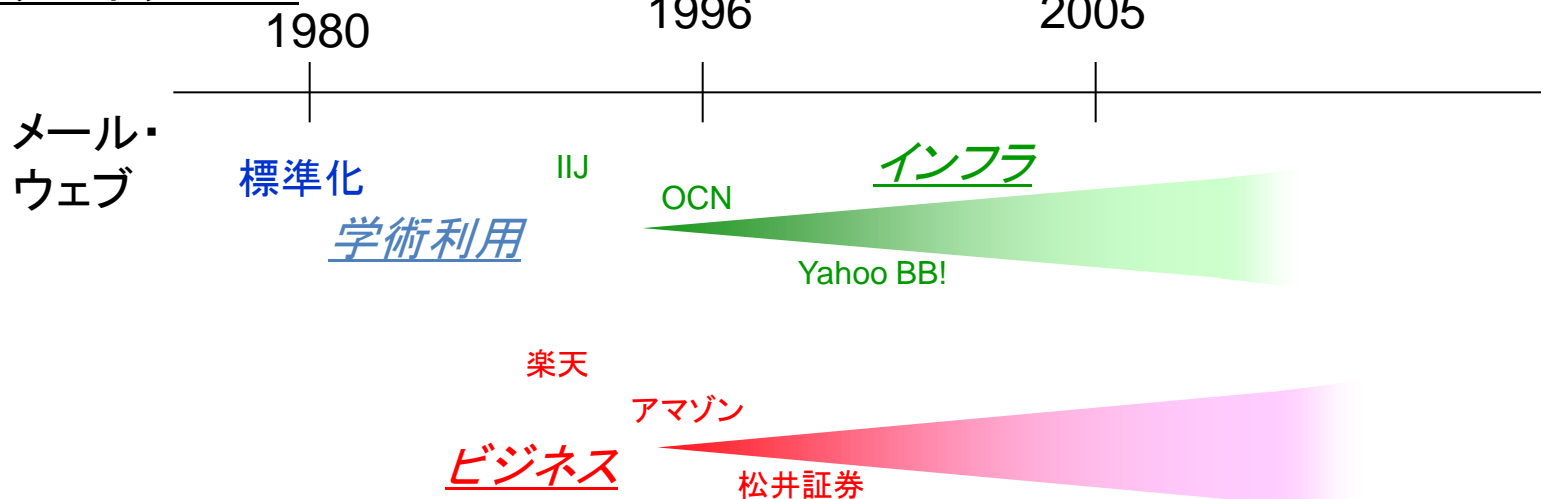 1980
1996
2005
メール・
ウェブ
標準化
学術利用
IIJ
OCN
インフラ
Yahoo BB!
楽天
アマゾン
ビジネス
松井証券